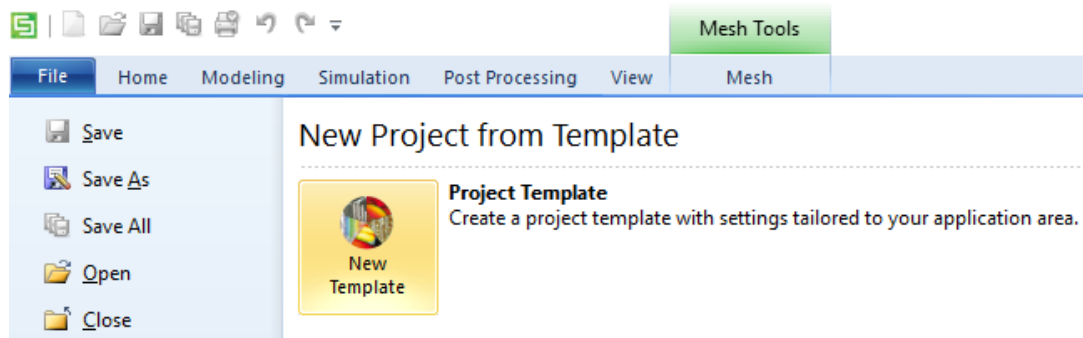 Mesh Tools
File Home Modeling Simulation Post Processing View Mesh
Save
Save As
Save All
Open
Close
New Project from Template
New Template
Project Template
Create a project template with settings tailored to your application area.